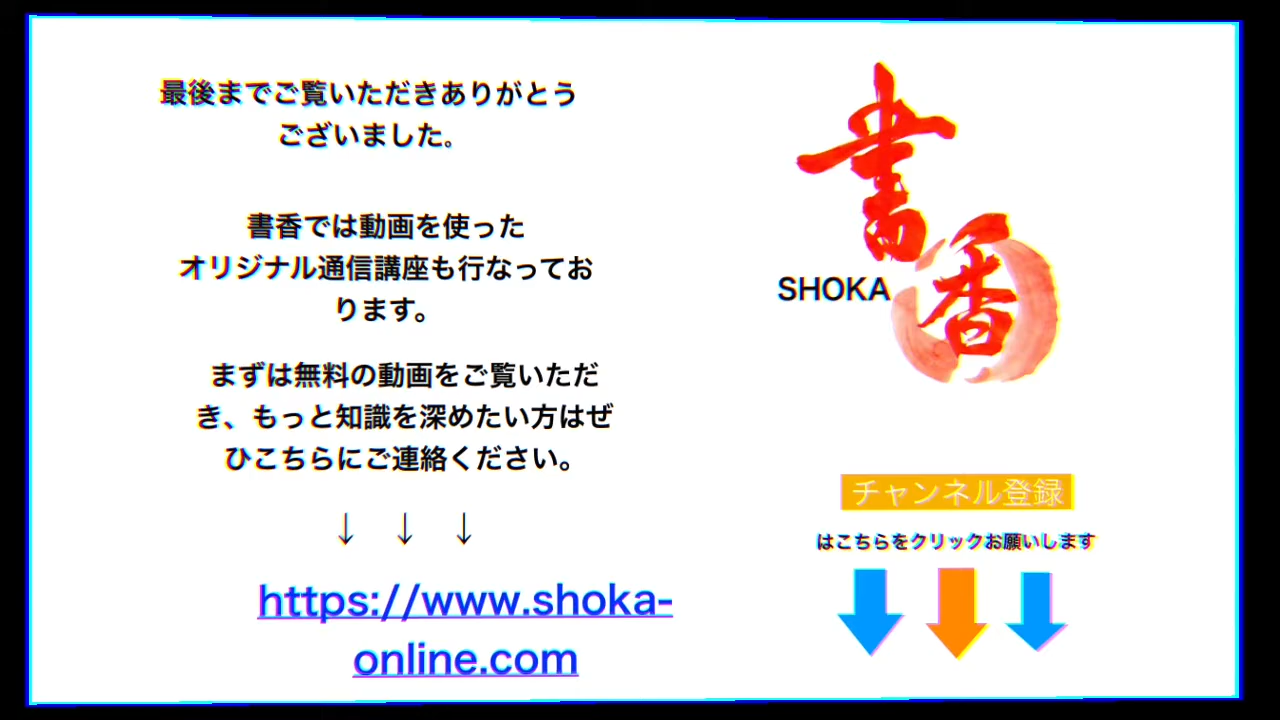 最後までご覧いただきありがとう
ございました。
書香では動画を使った
オリジナル通信講座も行なってお
ります。
まずは無料の動画をご覧いただ
き、もっと知識を深めたい方はぜ
ひこちらにご連絡ください。
↓ ↓ ↓
https://www.shoka-
online.com
書香
SHOKA
チャンネル登録
はこちらをクリックお願いします